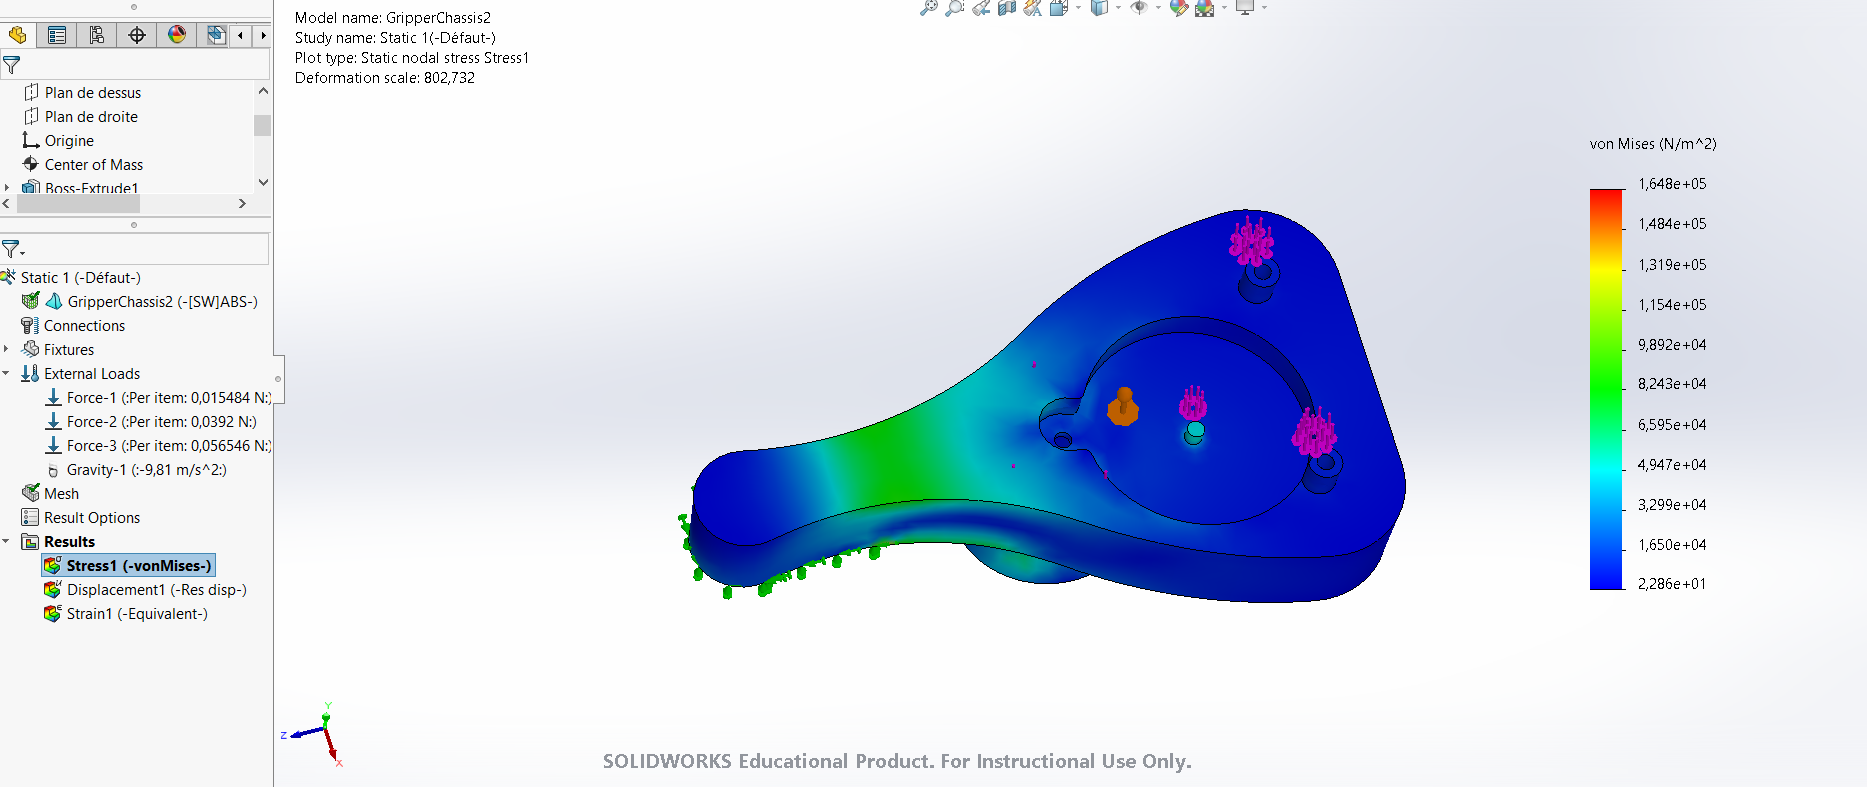 Model name: GripperChassis2
Study name: Static 1(-Défaut-)
Plot type: Static nodal stress Stress1
Deformation scale: 802,732
Plan de dessus
Plan de droite
Origine
Center of Mass
Boss-Extrude1
Static 1 (-Défaut-)
GripperChassis2 (-[SW]ABS-)
Connections
Fixtures
External Loads
Force-1 (:Per item: 0,015484 N:)
Force-2 (:Per item: 0,0392 N:)
Force-3 (:Per item: 0,056546 N:)
Gravity-1 (:-9,81 m/s^2:)
Mesh
Result Options
Results
Stress1 (-vonMises-)
Displacement1 (-Res disp-)
Strain1 (-Equivalent-)
von Mises (N/m^2)
1,648e+05
1,484e+05
1,319e+05
1,154e+05
9,892e+04
8,243e+04
6,595e+04
4,947e+04
3,299e+04
1,650e+04
2,286e+01
Y
Z
X
SOLIDWORKS Educational Product. For Instructional Use Only.